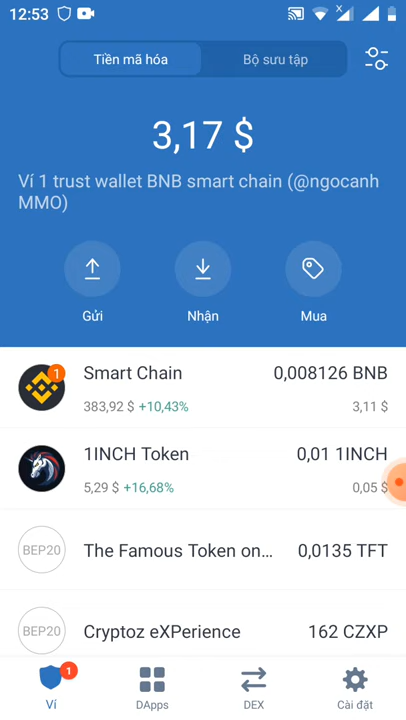 12:53
Tiền mã hóa
Bộ sưu tập
3,17 $
Ví 1 trust wallet BNB smart chain (@ngocanh
MMO)
Gửi
Nhận
Mua
1
Smart Chain
0,008126 BNB
383,92 $ +10,43%
3,11 $
1INCH Token
0,01 1INCH
5,29 $ +16,68%
0,05 $
BEP20
The Famous Token on...
0,0135 TFT
BEP20
Cryptoz eXPerience
162 CZXP
1
Ví
DApps
DEX
Cài đặt